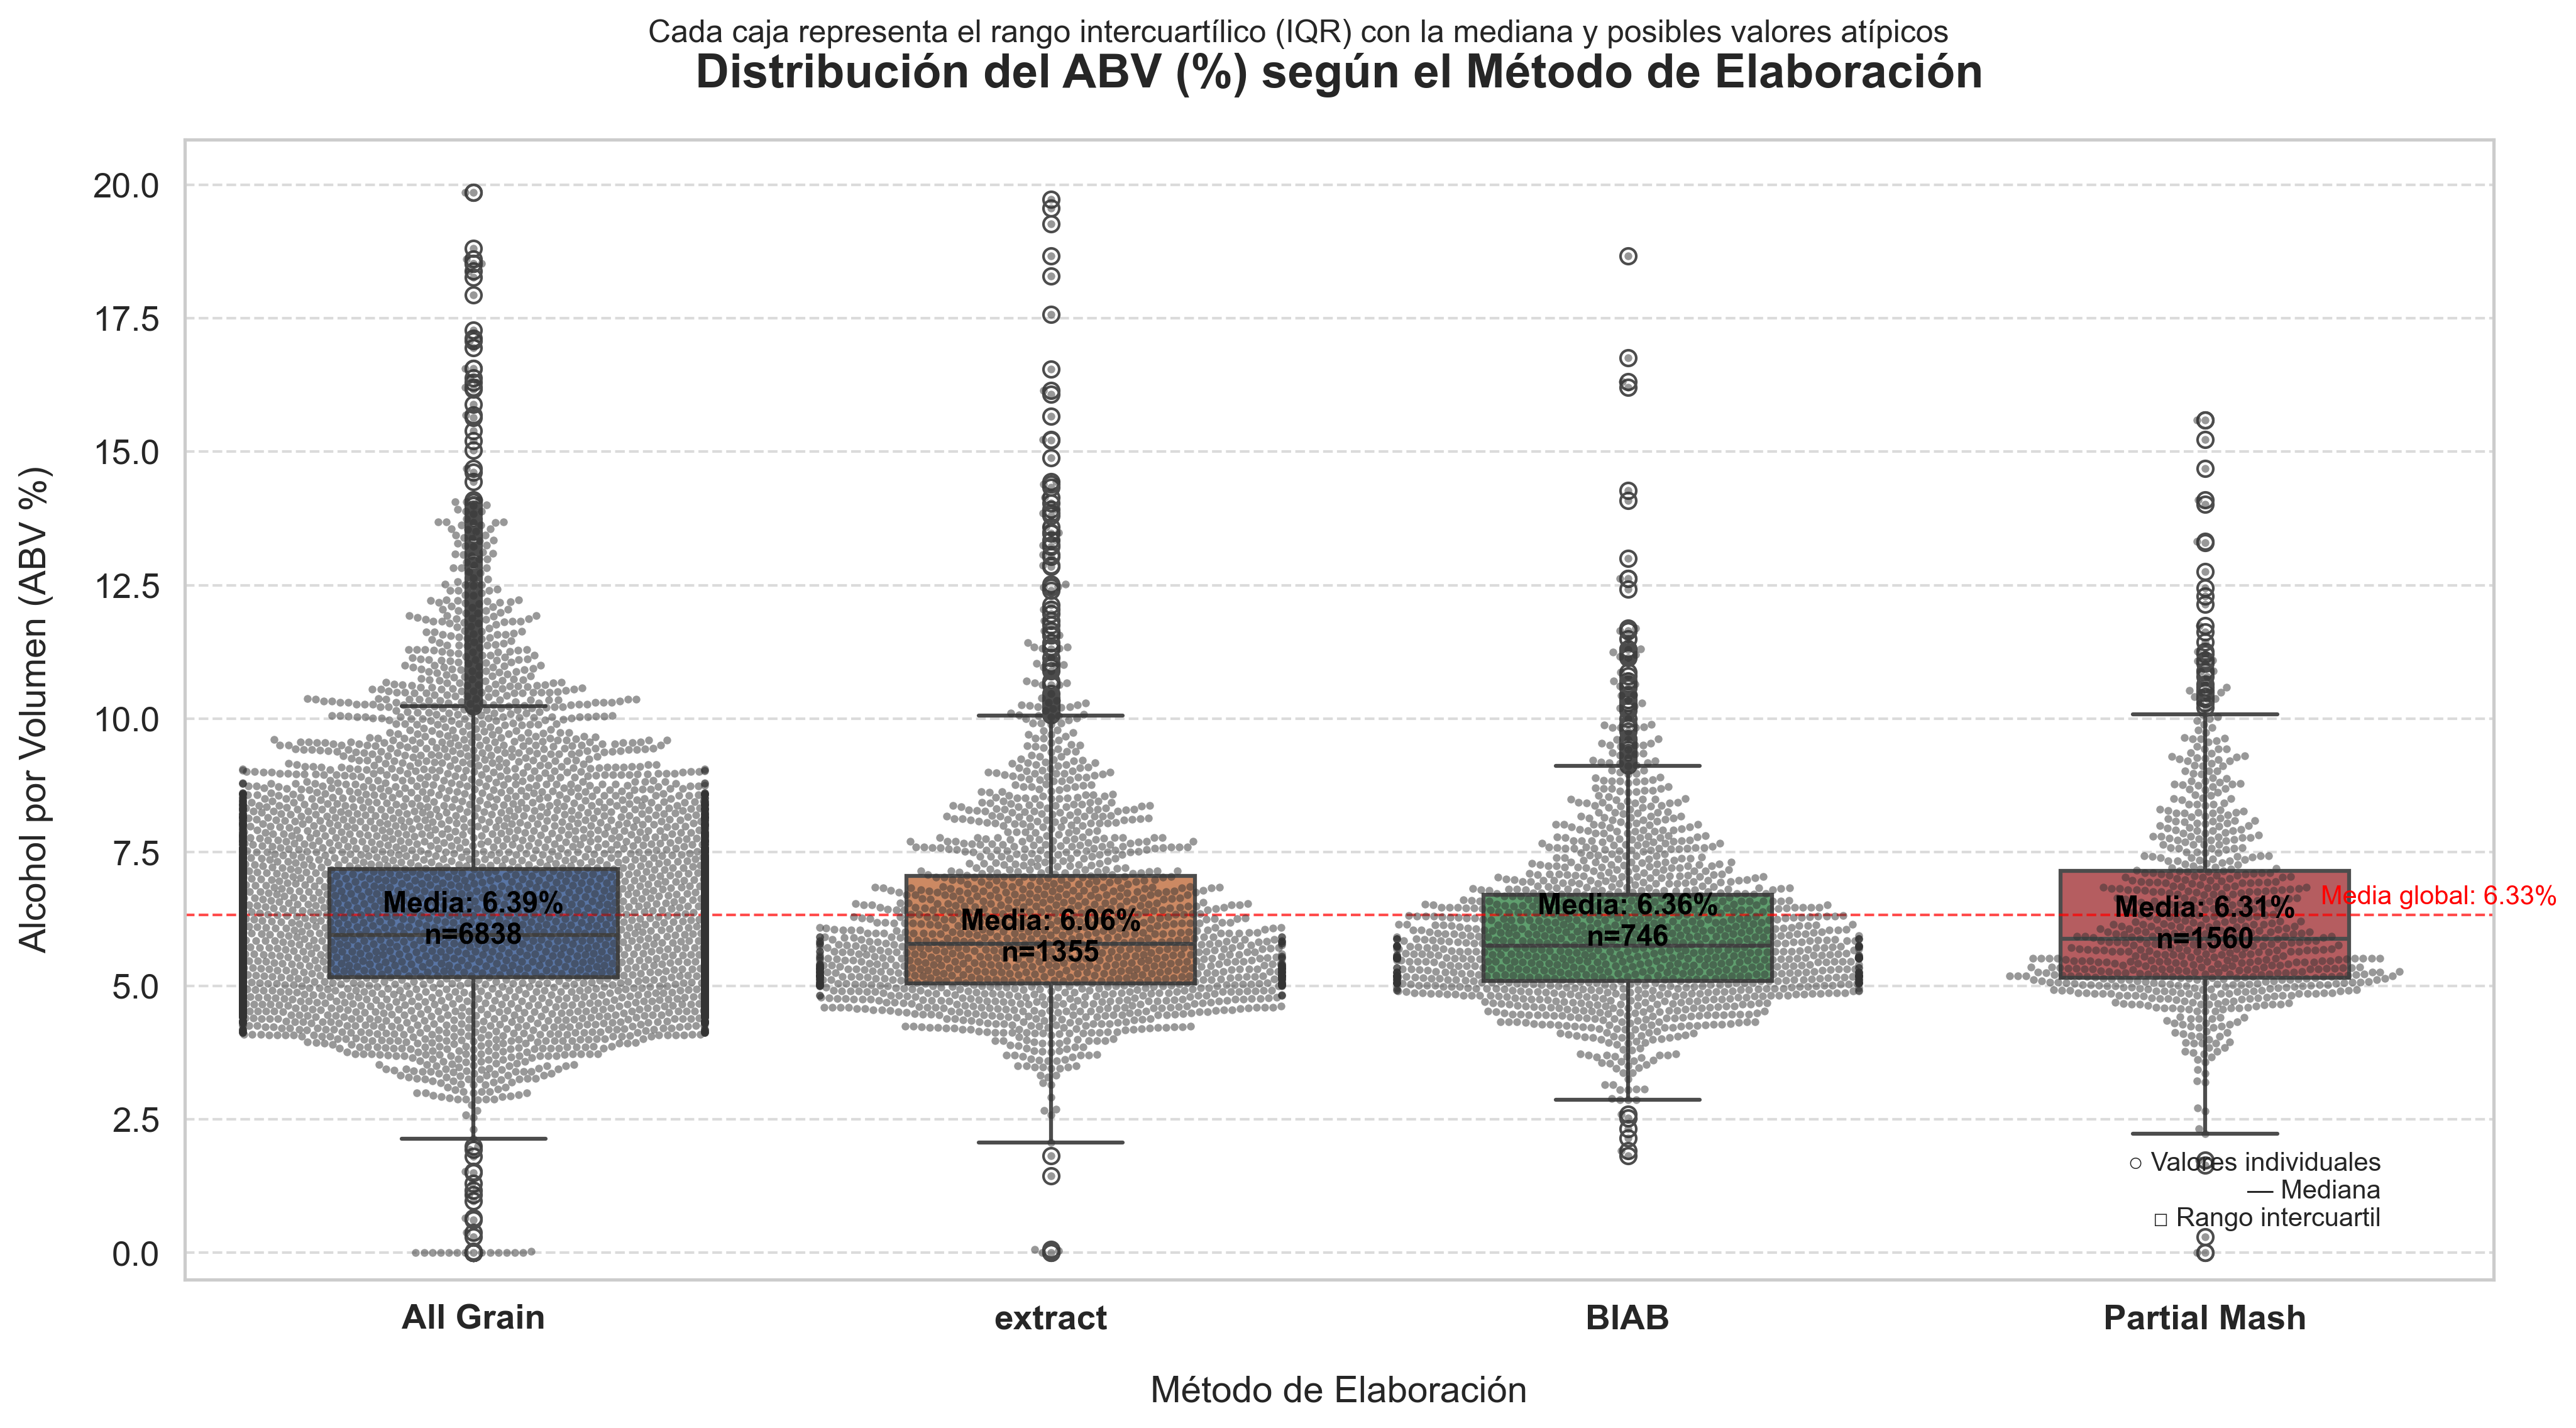 Cada caja representa el rango intercuartílico (IQR) con la mediana y posibles valores atípicos
Distribución del ABV (%) según el Método de Elaboración
Alcohol por Volumen (ABV %)
20.0
17.5
15.0
12.5
10.0
7.5
5.0
2.5
0.0
Media: 6.39%
n=6838
Media: 6.06%
n=1355
Media: 6.36%
n=746
Media: 6.31%
n=1560
Media global: 6.33%
○ Valores individuales
— Mediana
□ Rango intercuartil
All Grain
extract
BIAB
Partial Mash
Método de Elaboración